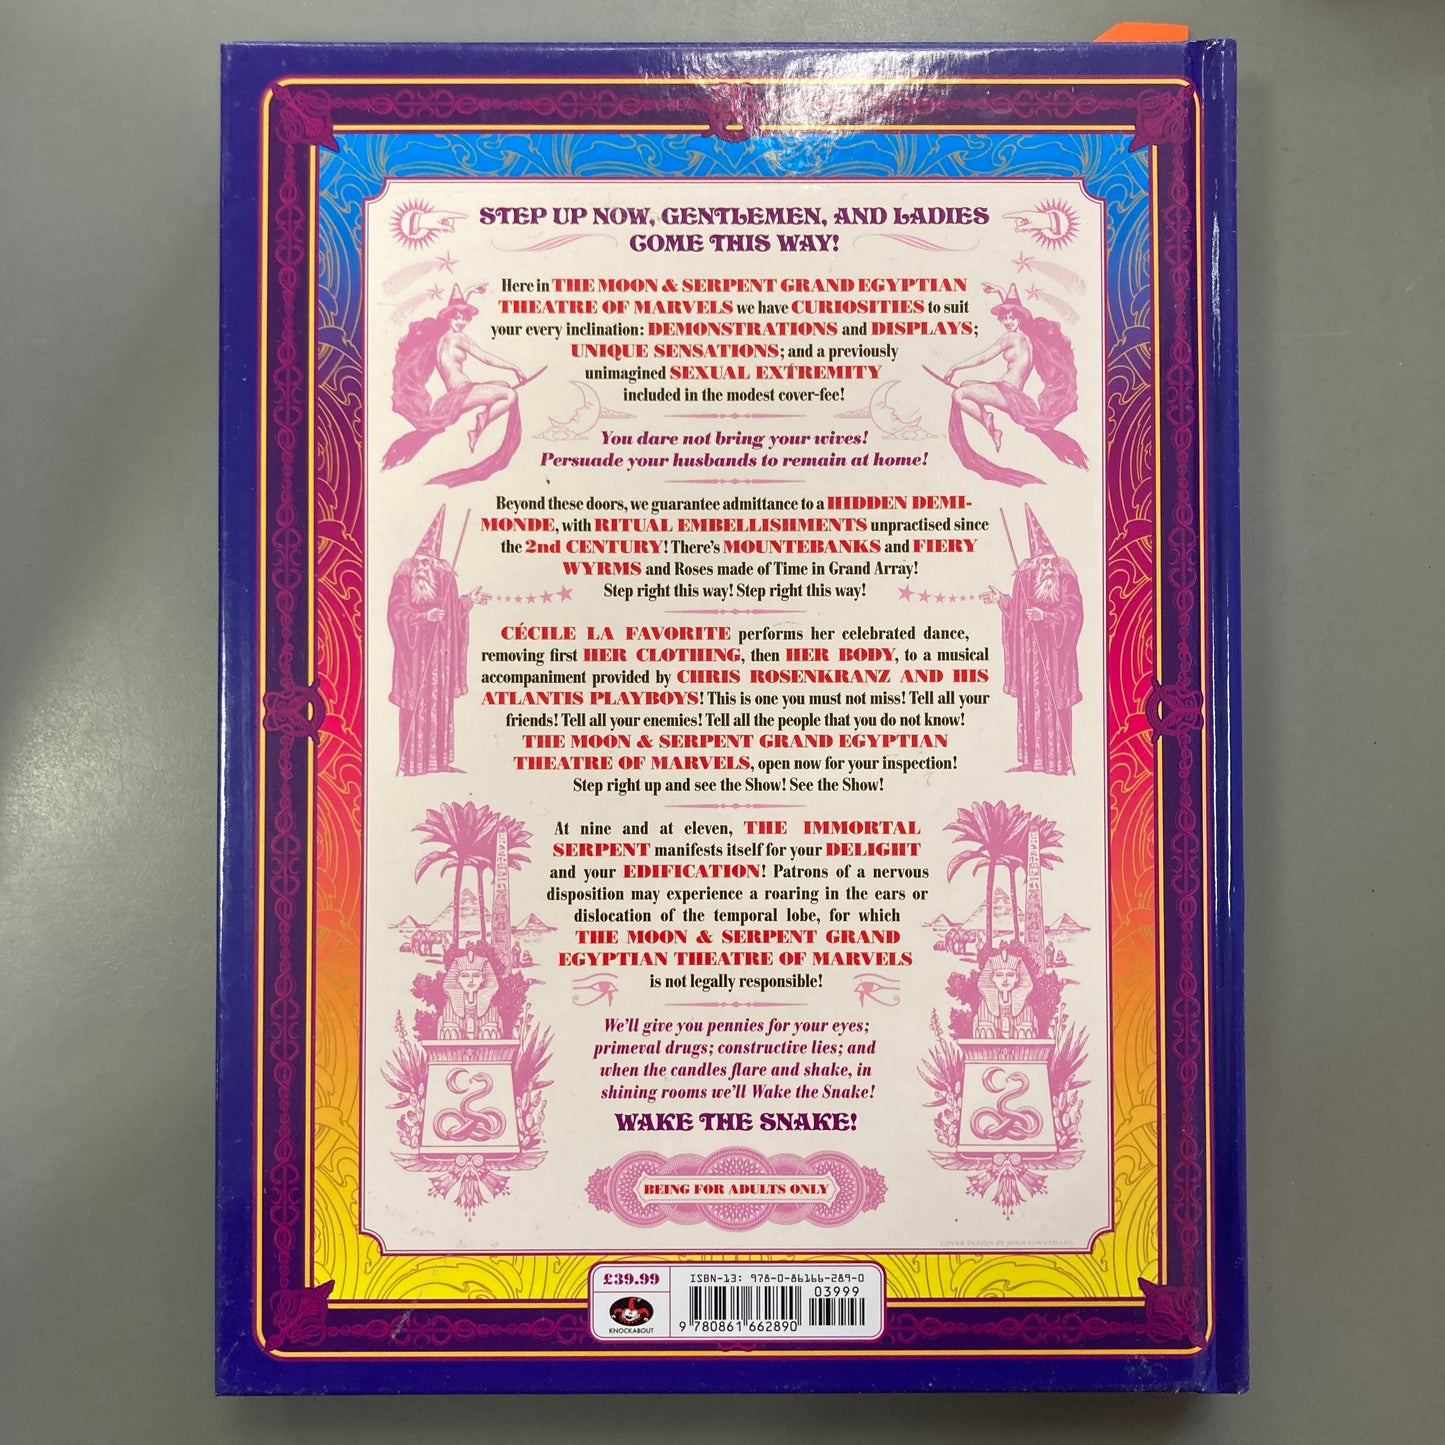 STEP UP NOW, GENTLEMEN, AND LADIES
COME THIS WAY!
Here in THE MOON & SERPENT GRAND EGYPTIAN
THEATRE OF MARVELS we have CURIOSITIES to suit
your every inclination: DEMONSTRATIONS and DISPLAYS;
UNIQUE SENSATIONS; and a previously
unimagined SEXUAL EXTREMITY
included in the modest cover-fee!
You dare not bring your wives!
Persuade your husbands to remain at home!
Beyond these doors, we guarantee admittance to a HIDDEN DEMI-
MONDE, with RITUAL EMBELLISHMENTS unpractised since
the 2nd CENTURY! There's MOUNTEBANKS and FIERY
WYRMS and Roses made of Time in Grand Array!
Step right this way! Step right this way!
CÉCILE LA FAVORITE performs her celebrated dance,
removing first HER CLOTHING, then HER BODY, to a musical
accompaniment provided by CHRIS ROSENKRANZ AND HIS
ATLANTIS PLAYBOYS! This is one you must not miss! Tell all your
friends! Tell all your enemies! Tell all the people that you do not know!
THE MOON & SERPENT GRAND EGYPTIAN
THEATRE OF MARVELS, open now for your inspection!
Step right up and see the Show! See the Show!
At nine and at eleven, THE IMMORTAL
SERPENT manifests itself for your DELIGHT
and your EDIFICATION! Patrons of a nervous
disposition may experience a roaring in the ears or
dislocation of the temporal lobe, for which
THE MOON & SERPENT GRAND
EGYPTIAN THEATRE OF MARVELS
is not legally responsible!
We'll give you pennies for your eyes;
primeval drugs; constructive lies; and
when the candles flare and shake, in
shining rooms we'll Wake the Snake!
WAKE THE SNAKE!
BEING FOR ADULTS ONLY
COVER DESIGN BY JOHN COULTHART
£39.99
ISBN-13: 978-0-86166-289-0
03999
KNOCKABOUT
9 780861 662890